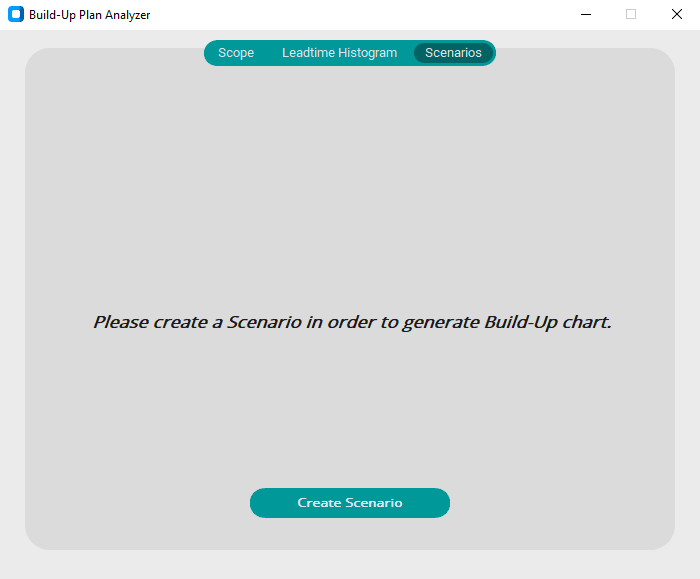 Build-Up Plan Analyzer
Scope Leadtime Histogram Scenarios
Please create a Scenario in order to generate Build-Up chart.
Create Scenario